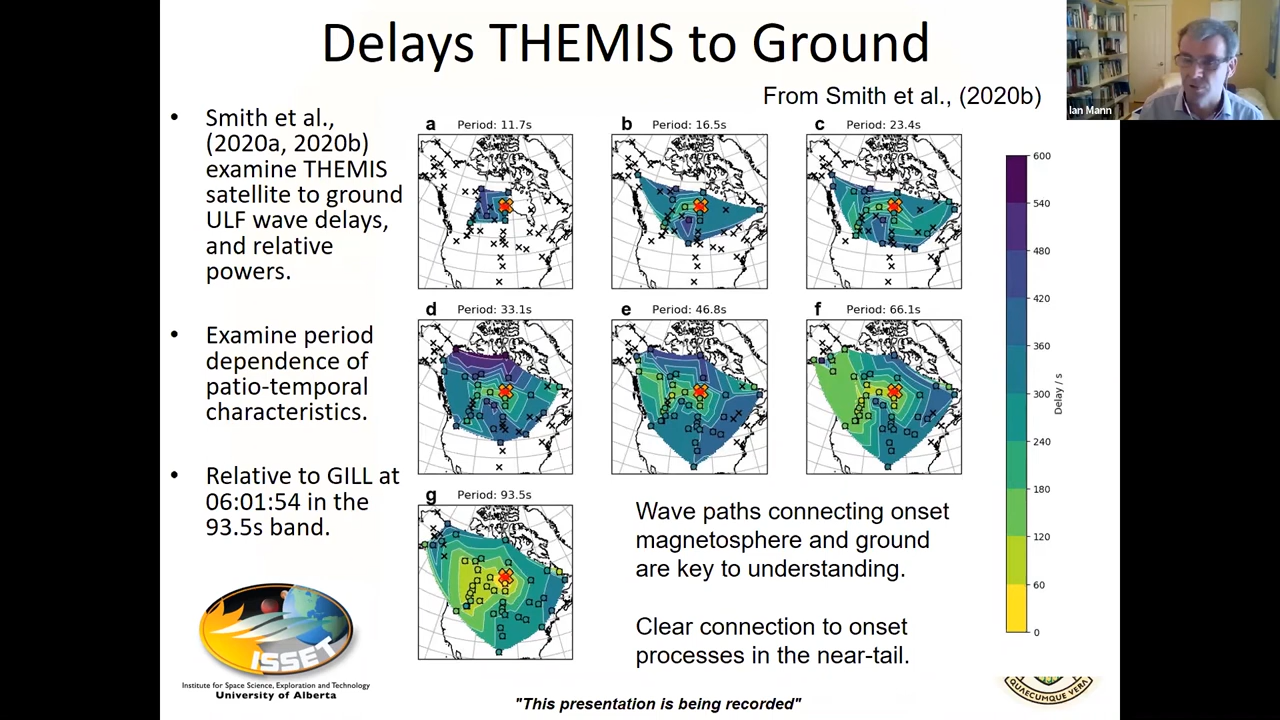 Delays THEMIS to Ground
From Smith et al., (2020b)
Ian Mann
• Smith et al.,
(2020a, 2020b)
examine THEMIS
satellite to ground
ULF wave delays,
and relative
powers.
• Examine period
dependence of
patio-temporal
characteristics.
• Relative to GILL at
06:01:54 in the
93.5s band.
a Period: 11.7s
b Period: 16.5s
c Period: 23.4s
d Period: 33.1s
e Period: 46.8s
f Period: 66.1s
g Period: 93.5s
600
540
480
420
360
300
240
180
120
60
0
Delay / s
Wave paths connecting onset
magnetosphere and ground
are key to understanding.
Clear connection to onset
processes in the near-tail.
ISSET
Institute for Space Science, Exploration and Technology
University of Alberta
QUAECUMQUE VERA
"This presentation is being recorded"